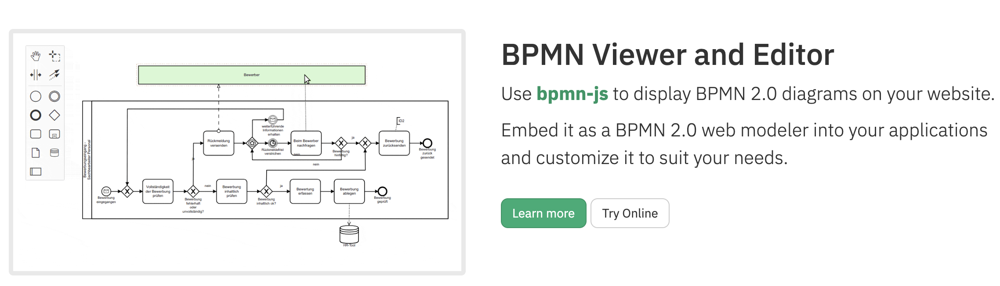 Bewerber
Bewerbungseingang -
Sachbearbeiter Personal
weiterführende
Informationen
erhalten
ID2
Rückmeldung
versenden
Rückmeldefrist
verstrichen
Beim Bewerber
nachfragen
nein
ja
Bewerbung
hinfällig?
Bewerbung
zurücksenden
Bewerbung
zurück
gesendet
ja
nein
Bewerbung
eingegangen
Vollständigkeit
der Bewerbung
prüfen
nein
Bewerbung
fehlerhaft
oder
unvollständig?
Bewerbung
inhaltlich
prüfen
ja
Bewerbung
inhaltlich ok?
Bewertung
erfassen
Bewerbung
ablegen
Bewerbung
geprüft
HR-Tool
BPMN Viewer and Editor
Use bpmn-js to display BPMN 2.0 diagrams on your website.
Embed it as a BPMN 2.0 web modeler into your applications
and customize it to suit your needs.
Learn more
Try Online